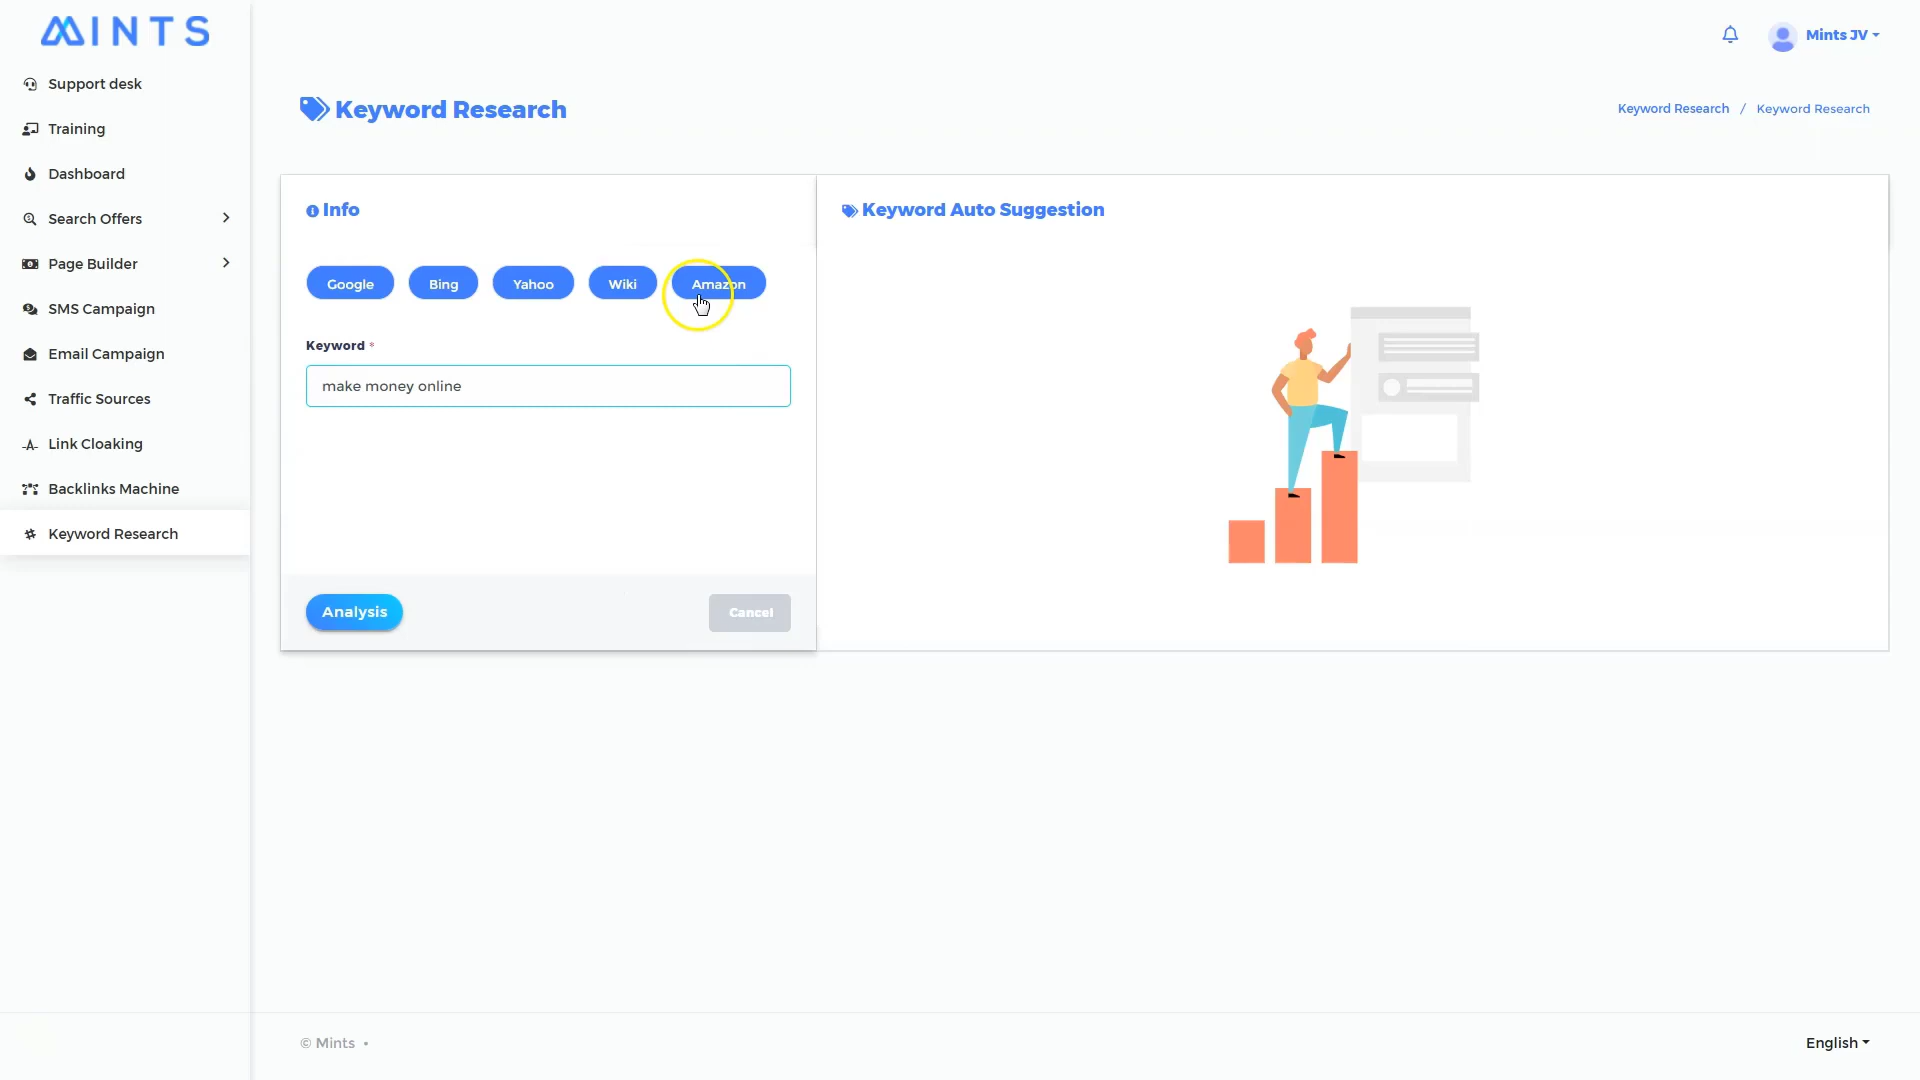 MINTS
Mints JV
Support desk
Training
Dashboard
Search Offers
Page Builder
SMS Campaign
Email Campaign
Traffic Sources
Link Cloaking
Backlinks Machine
Keyword Research
Keyword Research
Keyword Research / Keyword Research
Info
Google Bing Yahoo Wiki Amazon
Keyword *
make money online
Analysis Cancel
Keyword Auto Suggestion
© Mints •
English